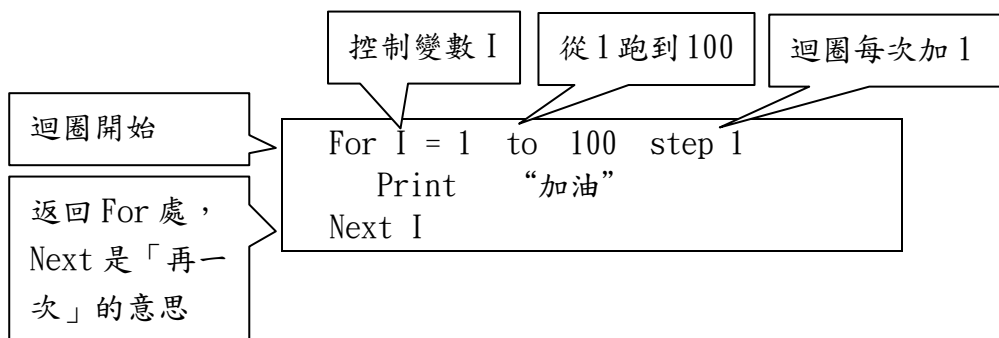 控制變數 I
從 1 跑到 100
迴圈每次加 1
迴圈開始
For I = 1 to 100 step 1
Print “加油”
Next I
返回 For 處，
Next 是「再一
次」的意思